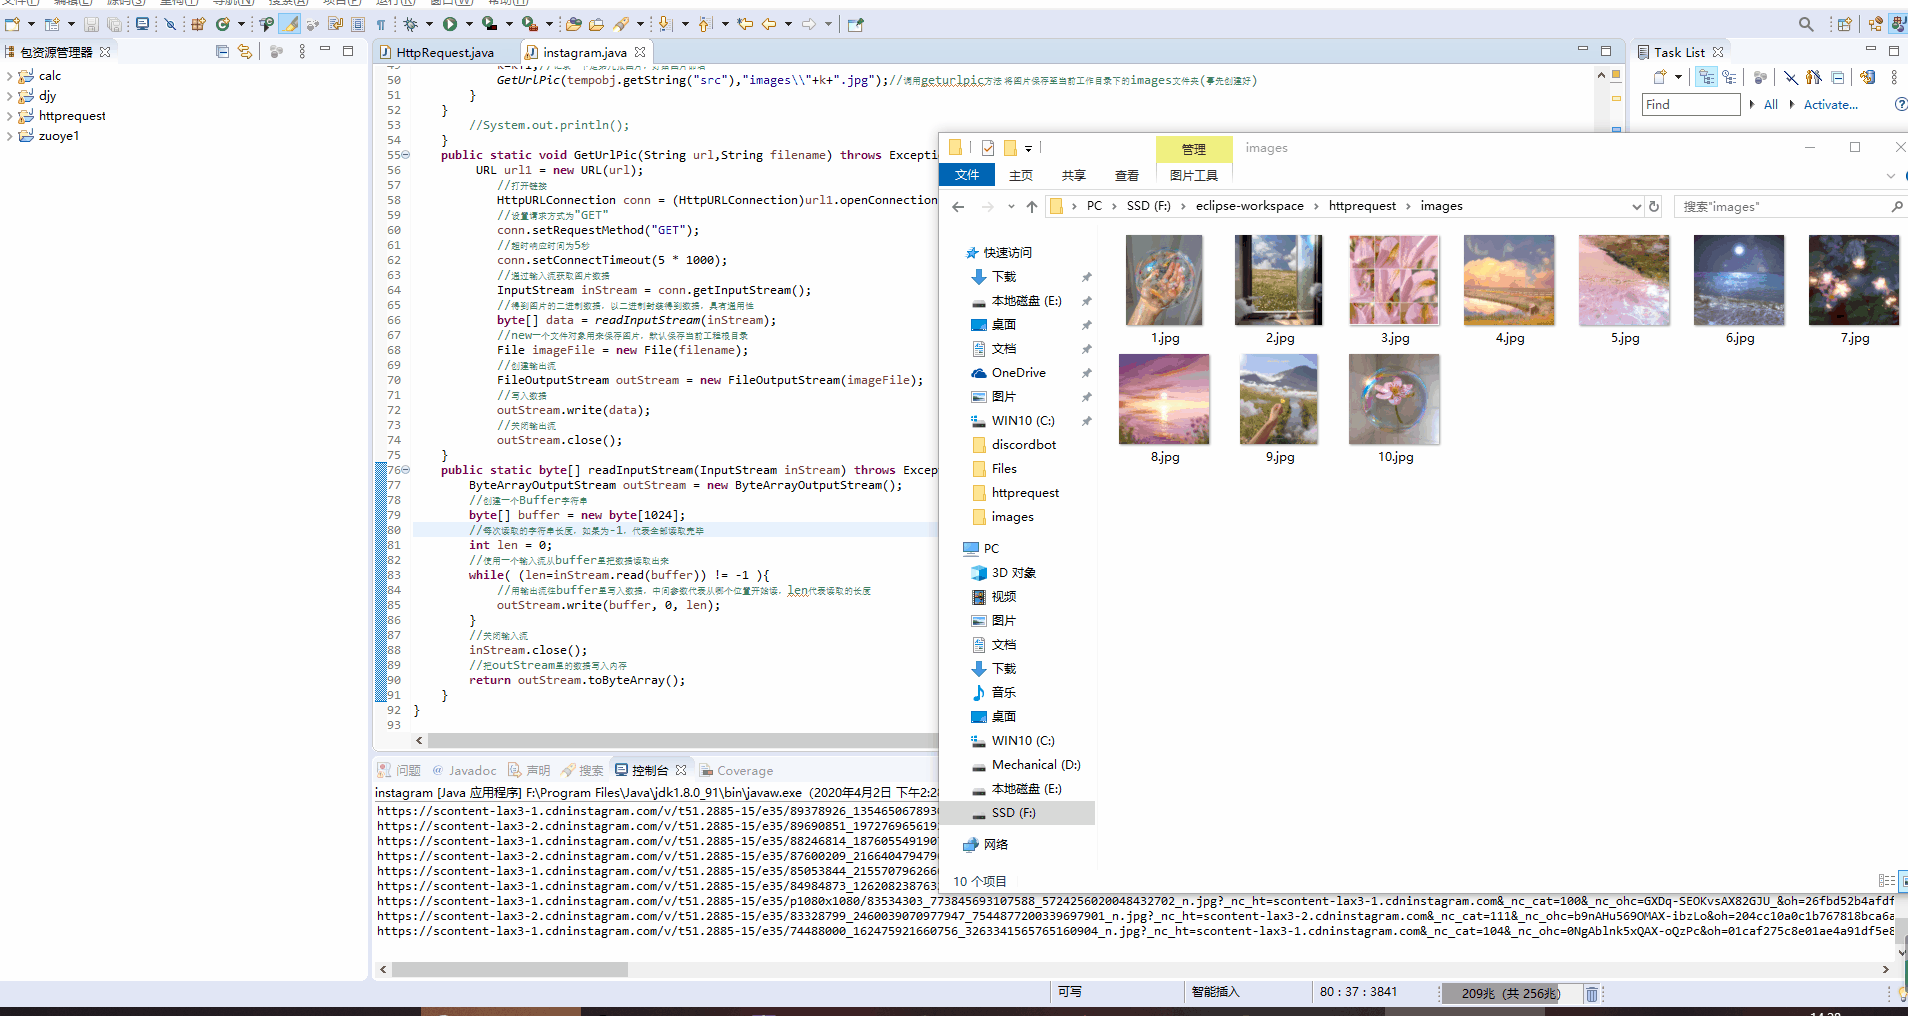 文件(F) 编辑(E) 源码(S) 重构(T) 导航(N) 搜索(A) 项目(P) 运行(R) 窗口(W) 帮助(H)
包资源管理器
calc
djy
httprequest
zuoye1
HttpRequest.java
instagram.java
50 GetUrlPic(tempobj.getString("src"),"images\\"+k+".jpg");//调用geturlpic方法 将图片保存至当前工作目录下的images文件夹(事先创建好)
51 }
52 }
53 //System.out.println();
54 }
55 public static void GetUrlPic(String url,String filename) throws Excepti
56 URL url1 = new URL(url);
57 //打开链接
58 HttpURLConnection conn = (HttpURLConnection)url1.openConnection
59 //设置请求方式为"GET"
60 conn.setRequestMethod("GET");
61 //超时响应时间为5秒
62 conn.setConnectTimeout(5 * 1000);
63 //通过输入流获取图片数据
64 InputStream inStream = conn.getInputStream();
65 //得到图片的二进制数据，以二进制封装得到数据，具有通用性
66 byte[] data = readInputStream(inStream);
67 //new一个文件对象用来保存图片，默认保存当前工程根目录
68 File imageFile = new File(filename);
69 //创建输出流
70 FileOutputStream outStream = new FileOutputStream(imageFile);
71 //写入数据
72 outStream.write(data);
73 //关闭输出流
74 outStream.close();
75 }
76 public static byte[] readInputStream(InputStream inStream) throws Excep
77 ByteArrayOutputStream outStream = new ByteArrayOutputStream();
78 //创建一个Buffer字符串
79 byte[] buffer = new byte[1024];
80 //每次读取的字符串长度，如果为-1，代表全部读取完毕
81 int len = 0;
82 //使用一个输入流从buffer里把数据读取出来
83 while( (len=inStream.read(buffer)) != -1 ){
84 //用输出流往buffer里写入数据，中间参数代表从哪个位置开始读，len代表读取的长度
85 outStream.write(buffer, 0, len);
86 }
87 //关闭输入流
88 inStream.close();
89 //把outStream里的数据写入内存
90 return outStream.toByteArray();
91 }
92 }
93
问题 @ Javadoc 声明 搜索 控制台 Coverage
instagram [Java 应用程序] F:\Program Files\Java\jdk1.8.0_91\bin\javaw.exe（2020年4月2日 下午2:28
https://scontent-lax3-1.cdninstagram.com/v/t51.2885-15/e35/89378926_135465067893
https://scontent-lax3-2.cdninstagram.com/v/t51.2885-15/e35/89690851_19727696561
https://scontent-lax3-1.cdninstagram.com/v/t51.2885-15/e35/88246814_18760554919
https://scontent-lax3-2.cdninstagram.com/v/t51.2885-15/e35/87600209_21664047947
https://scontent-lax3-1.cdninstagram.com/v/t51.2885-15/e35/85053844_21557079626
https://scontent-lax3-1.cdninstagram.com/v/t51.2885-15/e35/84984873_12620823876
https://scontent-lax3-1.cdninstagram.com/v/t51.2885-15/e35/p1080x1080/83534303_773845693107588_5724256020048432702_n.jpg?_nc_ht=scontent-lax3-1.cdninstagram.com&_nc_cat=100&_nc_ohc=GXDq-SEOKvsAX82GJU_&oh=26fbd52b4afdf
https://scontent-lax3-2.cdninstagram.com/v/t51.2885-15/e35/83328799_2460039070977947_7544877200339697901_n.jpg?_nc_ht=scontent-lax3-2.cdninstagram.com&_nc_cat=111&_nc_ohc=b9nAHu569OMAX-ibzLo&oh=204cc10a0c1b767818bca6a
https://scontent-lax3-1.cdninstagram.com/v/t51.2885-15/e35/74488000_162475921660756_3263341565765160904_n.jpg?_nc_ht=scontent-lax3-1.cdninstagram.com&_nc_cat=104&_nc_ohc=0NgAblnk5xQAX-oQzPc&oh=01caf275c8e01ae4a91df5e8
可写
智能插入
80 : 37 : 3841
209兆 (共 256兆)
Task List
Find
All
Activate...
管理
images
文件 主页 共享 查看 图片工具
PC
SSD (F:)
eclipse-workspace
httprequest
images
搜索"images"
快速访问
下载
本地磁盘 (E:)
桌面
文档
OneDrive
图片
WIN10 (C:)
discordbot
Files
httprequest
images
PC
3D 对象
视频
图片
文档
下载
音乐
桌面
WIN10 (C:)
Mechanical (D:)
本地磁盘 (E:)
SSD (F:)
网络
1.jpg 2.jpg 3.jpg 4.jpg 5.jpg 6.jpg 7.jpg
8.jpg 9.jpg 10.jpg
10 个项目